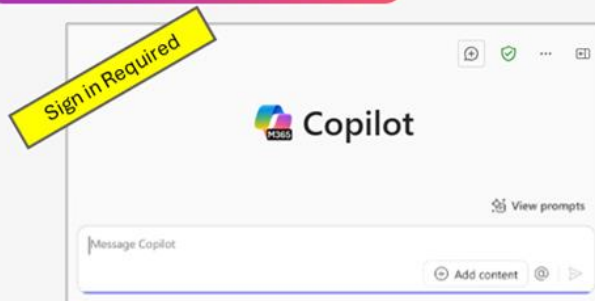 Sign in Required
M365 Copilot
View prompts
Message Copilot
Add content